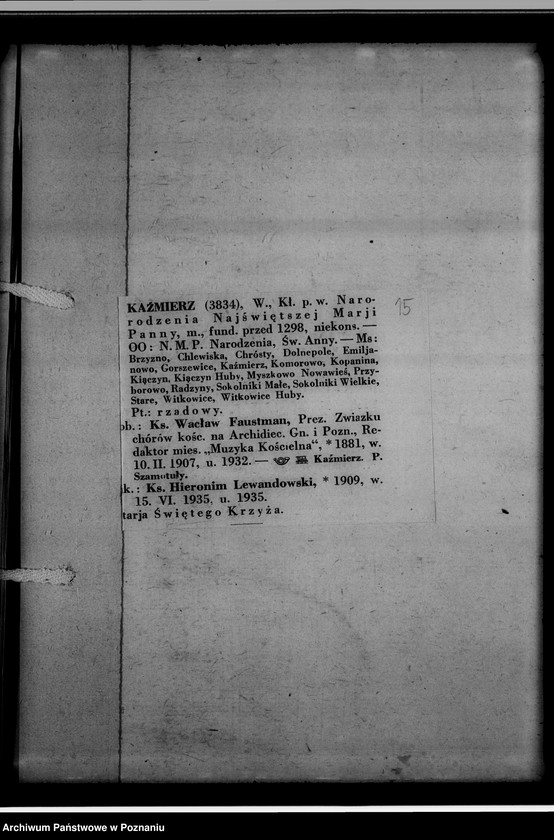 KAŹMIERZ (3834), W., Kł. p. w. Naro-
rodzenia Najświętszej Marji
Panny, m., fund. przed 1298, niekons. —
OO: N. M. P. Narodzenia, Św. Anny. — Ms:
Brzyzno, Chlewiska, Chrósty, Dolnepole, Emilja-
nowo, Gorszewice, Kaźmierz, Komorowo, Kopanina,
Kiączyn, Kiączyn Huby, Myszkowo Nowawieś, Przy-
borowo, Radzyny, Sokolniki Małe, Sokolniki Wielkie,
Stare, Witkowice, Witkowice Huby.
Pt.: rzadowy.
ob.: Ks. Wacław Faustman, Prez. Zwiazku
chórów kośc. na Archidiec. Gn. i Pozn., Re-
daktor mies. „Muzyka Kościelna“, * 1881, w.
10. II. 1907, u. 1932. — Kaźmierz. P.
Szamotuły.
k.: Ks. Hieronim Lewandowski, * 1909, w.
15. VI. 1935, u. 1935.
tarja Świętego Krzyża.
15
Archiwum Państwowe w Poznaniu